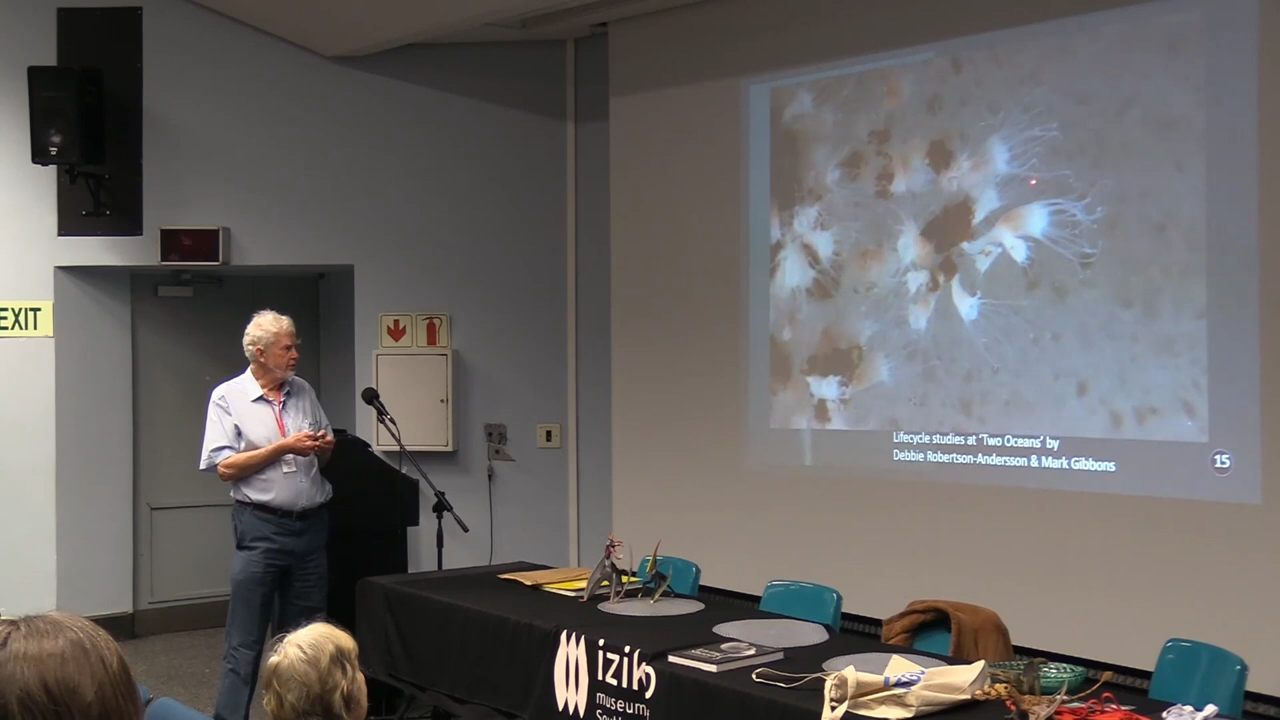 EXIT
Lifecycle studies at 'Two Oceans' by
Debbie Robertson-Andersson & Mark Gibbons
15
iziko
museums